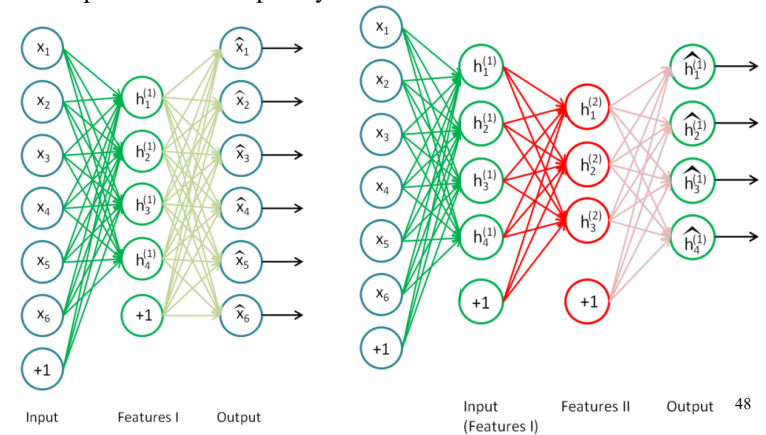 x1
x2
x3
x4
x5
x6
+1
h1(1)
h2(1)
h3(1)
h4(1)
+1
x̂1
x̂2
x̂3
x̂4
x̂5
x̂6
Input
Features I
Output
x1
x2
x3
x4
x5
x6
+1
h1(1)
h2(1)
h3(1)
h4(1)
+1
h1(2)
h2(2)
h3(2)
+1
ĥ1(1)
ĥ2(1)
ĥ3(1)
ĥ4(1)
Input
(Features I)
Features II
Output
48